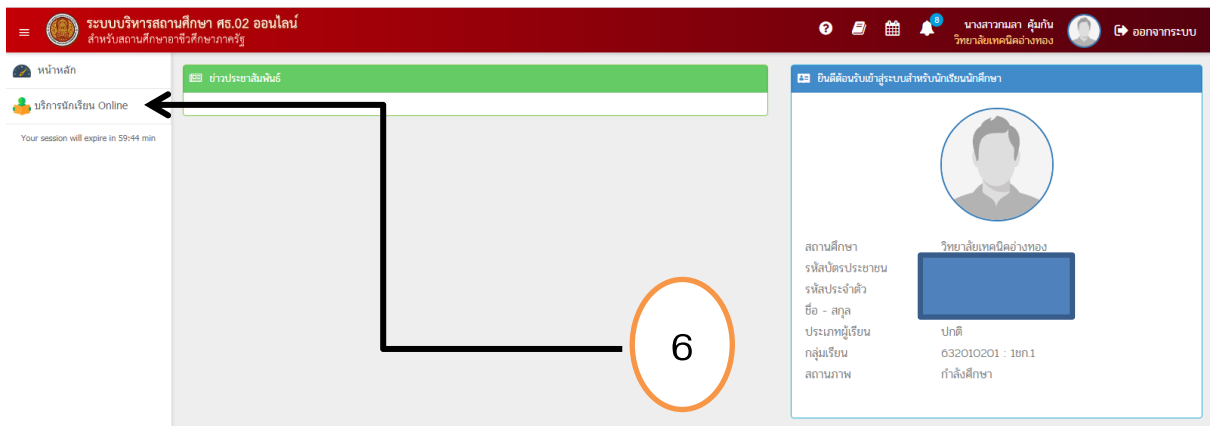 ระบบบริหารสถานศึกษา ศธ.02 ออนไลน์
สำหรับสถานศึกษาอาชีวศึกษาภาครัฐ
8
นางสาวกมลา คุ้มกัน
วิทยาลัยเทคนิคอ่างทอง
ออกจากระบบ
หน้าหลัก
บริการนักเรียน Online
Your session will expire in 59:44 min
ข่าวประชาสัมพันธ์
6
ยินดีต้อนรับเข้าสู่ระบบสำหรับนักเรียนนักศึกษา
สถานศึกษา วิทยาลัยเทคนิคอ่างทอง
รหัสบัตรประชาชน
รหัสประจำตัว
ชื่อ - สกุล
ประเภทผู้เรียน ปกติ
กลุ่มเรียน 632010201 : 1ชก.1
สถานภาพ กำลังศึกษา